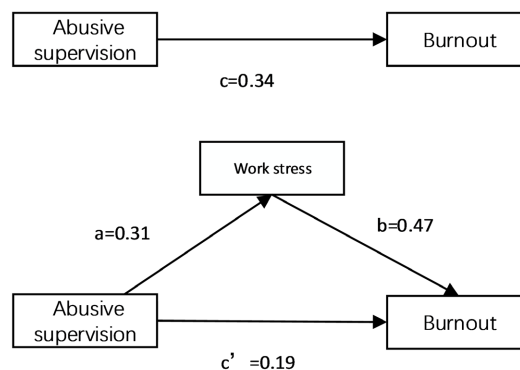 Abusive
supervision
Burnout
c=0.34
Work stress
a=0.31
b=0.47
Abusive
supervision
Burnout
c’ =0.19